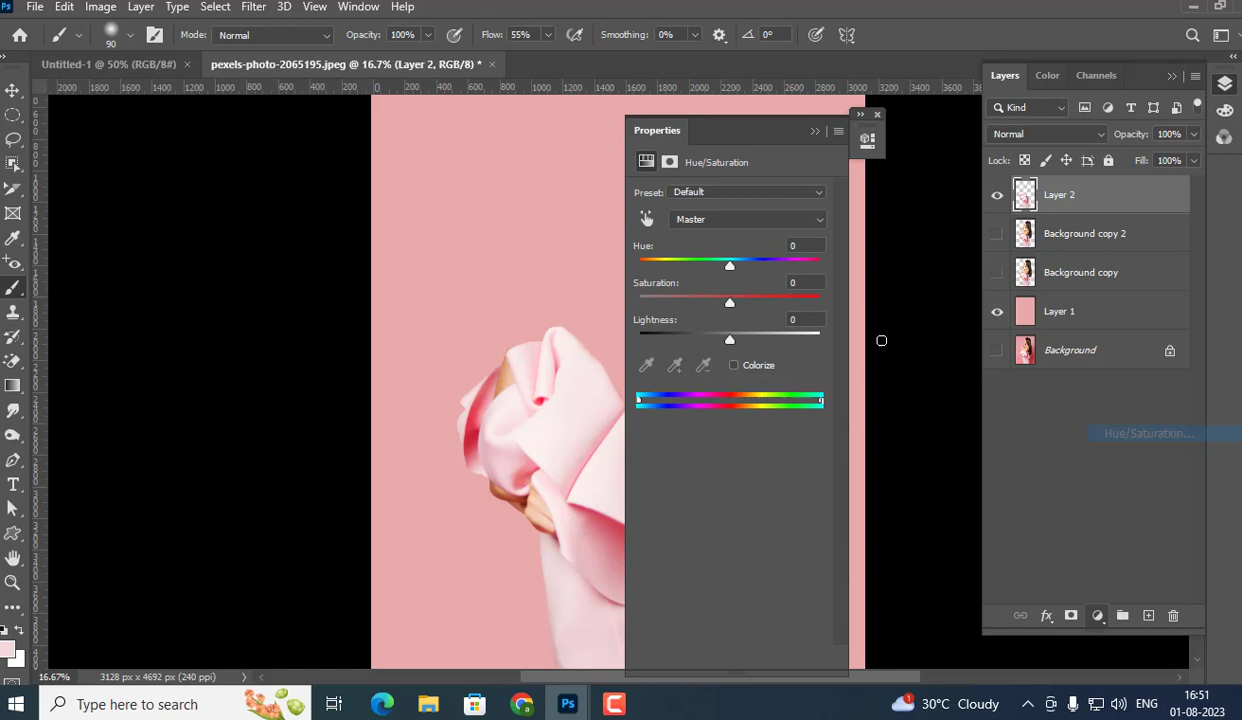 Ps File Edit Image Layer Type Select Filter 3D View Window Help
90 Mode: Normal Opacity: 100% Flow: 55% Smoothing: 0% 0°
Untitled-1 @ 50% (RGB/8#) × pexels-photo-2065195.jpeg @ 16.7% (Layer 2, RGB/8) * ×
2000 1800 1600 1400 1200 1000 800 600 400 200 0 200 400 600 800 1000 1200 1400 1600 1800 2000 2200 2400 2600 2800 3000 3200 3400 3600
Layers Color Channels
Kind
Normal Opacity: 100%
Lock: Fill: 100%
Layer 2
Background copy 2
Background copy
Layer 1
Background
Properties
Hue/Saturation
Preset: Default
Master
Hue: 0
Saturation: 0
Lightness: 0
Colorize
Hue/Saturation...
fx
16.67% 3128 px x 4692 px (240 ppi)
Type here to search
Ps
30°C Cloudy
ENG
16:51
01-08-2023